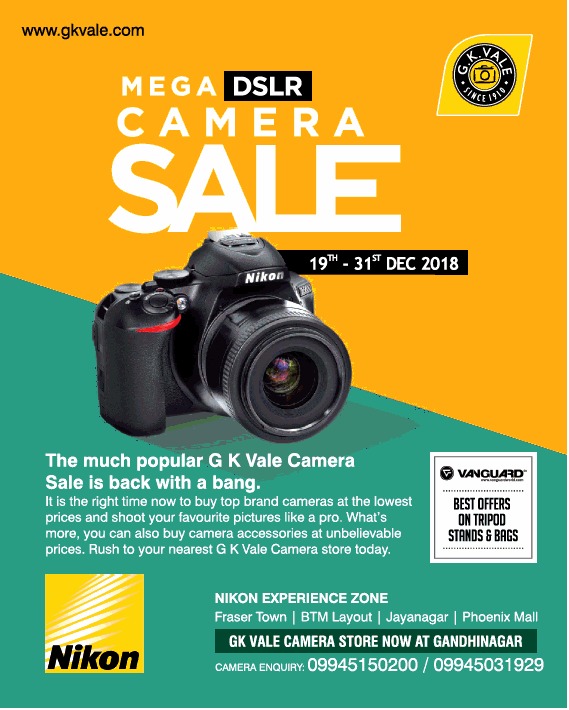 www.gkvale.com
G.K.VALE
SINCE 1910
MEGA DSLR
CAMERA
SALE
19TH - 31ST DEC 2018
Nikon
The much popular G K Vale Camera
Sale is back with a bang.
It is the right time now to buy top brand cameras at the lowest
prices and shoot your favourite pictures like a pro. What's
more, you can also buy camera accessories at unbelievable
prices. Rush to your nearest G K Vale Camera store today.
VANGUARD™
www.vanguardworld.com
BEST OFFERS
ON TRIPOD
STANDS & BAGS
Nikon
NIKON EXPERIENCE ZONE
Fraser Town | BTM Layout | Jayanagar | Phoenix Mall
GK VALE CAMERA STORE NOW AT GANDHINAGAR
CAMERA ENQUIRY: 09945150200 / 09945031929